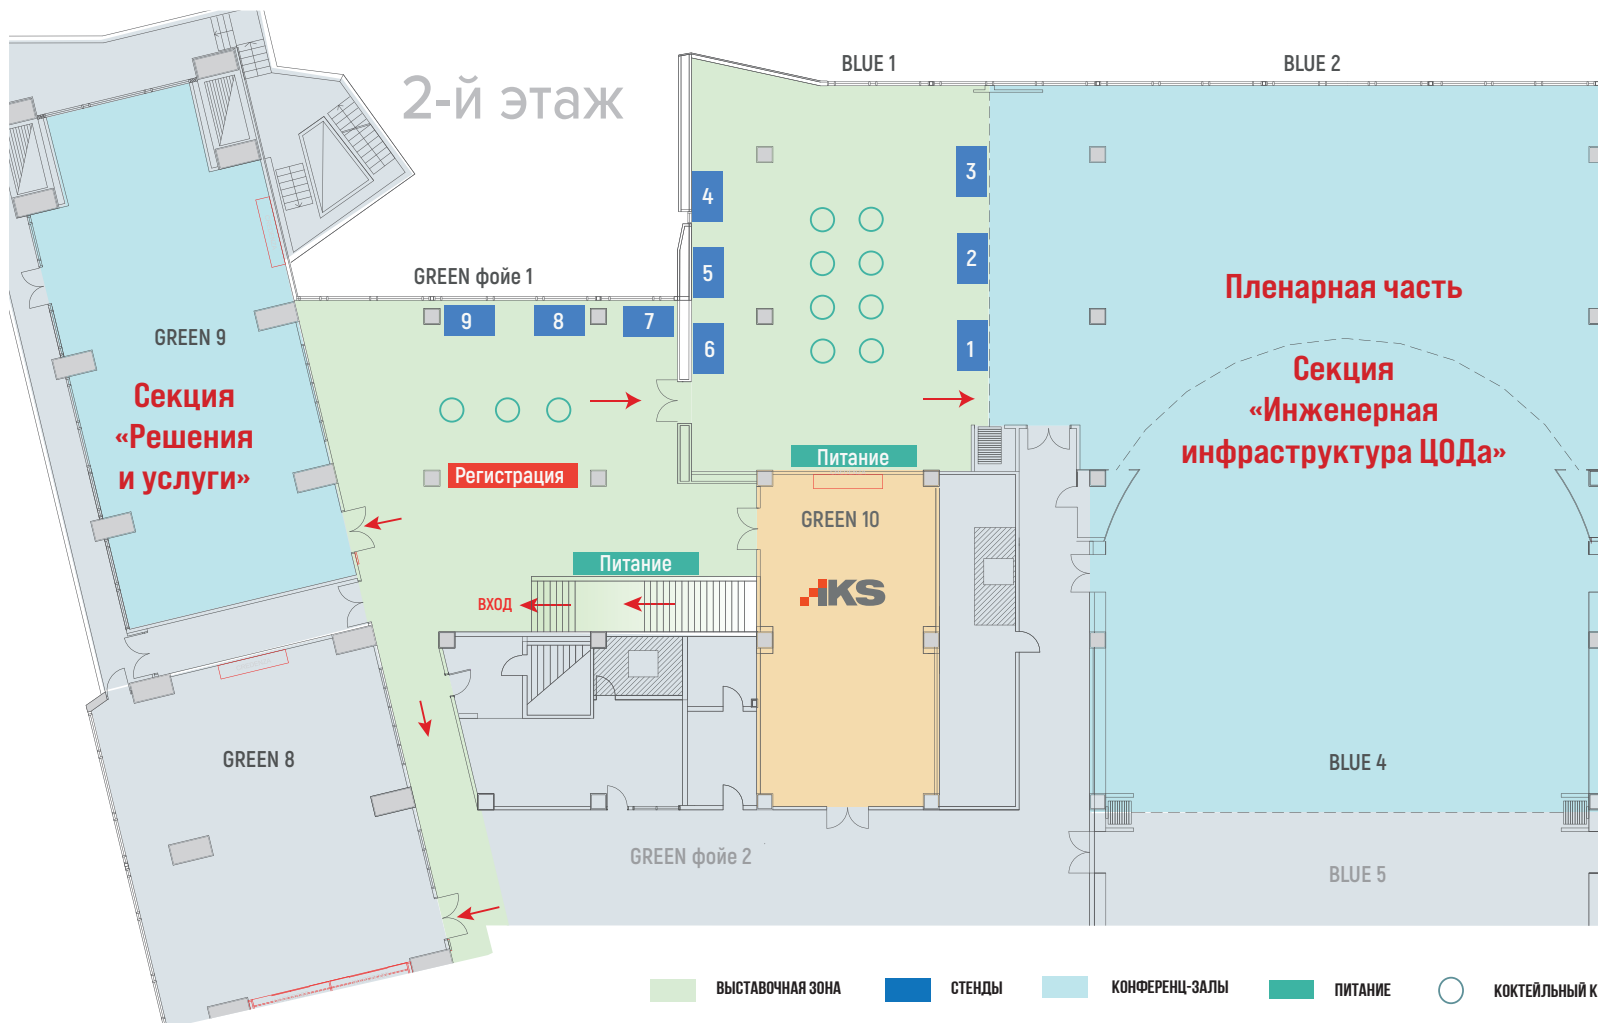 2-й этаж
BLUE 1
BLUE 2
3
4
2
5
GREEN фойе 1
Пленарная часть
9
8
7
6
1
GREEN 9
Секция
«Решения
и услуги»
Секция
«Инженерная
инфраструктура ЦОДа»
Питание
Регистрация
GREEN 10
Питание
IKS
ВХОД
GREEN 8
BLUE 4
GREEN фойе 2
BLUE 5
ВЫСТАВОЧНАЯ ЗОНА
СТЕНДЫ
КОНФЕРЕНЦ-ЗАЛЫ
ПИТАНИЕ
КОКТЕЙЛЬНЫЙ К